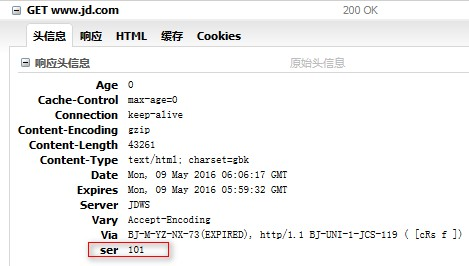 GET www.jd.com 200 OK
头信息 响应 HTML 缓存 Cookies
响应头信息 原始头信息
Age 0
Cache-Control max-age=0
Connection keep-alive
Content-Encoding gzip
Content-Length 43261
Content-Type text/html; charset=gbk
Date Mon, 09 May 2016 06:06:17 GMT
Expires Mon, 09 May 2016 05:59:32 GMT
Server JDWS
Vary Accept-Encoding
Via BJ-M-YZ-NX-73(EXPIRED), http/1.1 BJ-UNI-1-JCS-119 ( [cRs f ])
ser 101